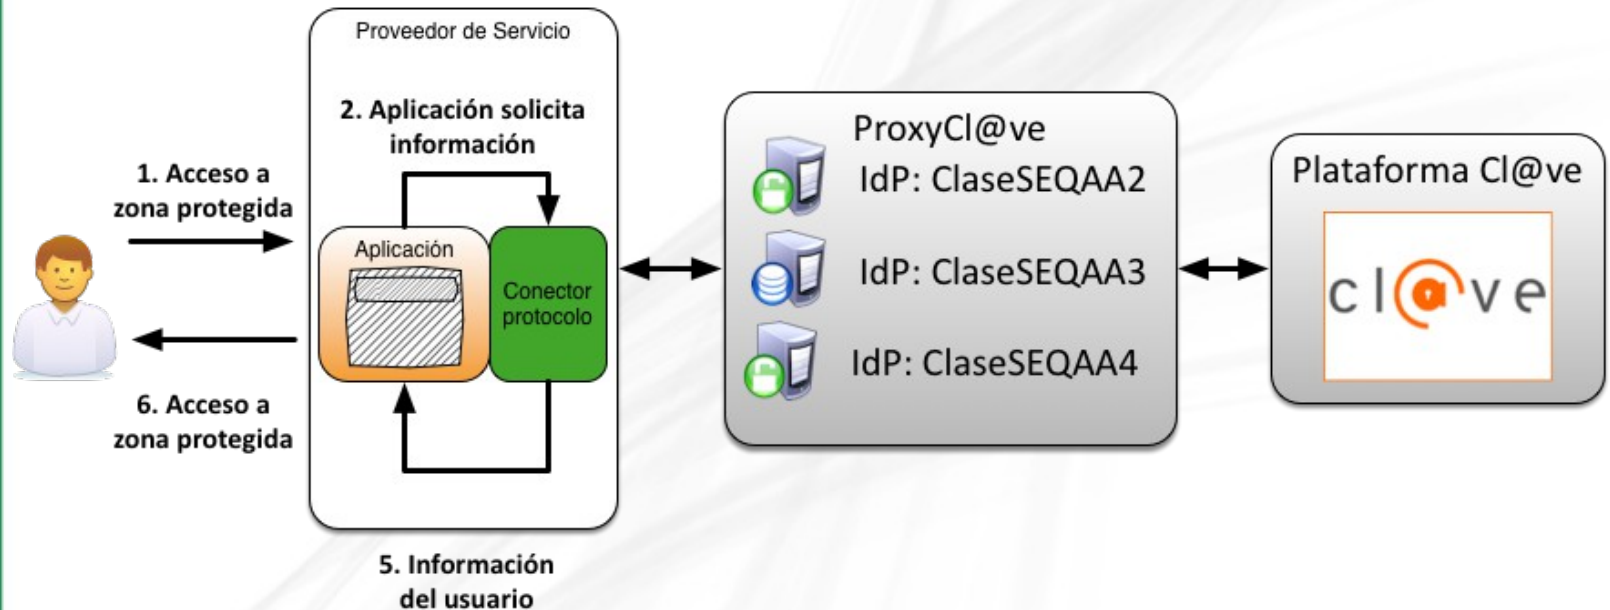 Proveedor de Servicio
2. Aplicación solicita
información
1. Acceso a
zona protegida
Aplicación
Conector
protocolo
6. Acceso a
zona protegida
5. Información
del usuario
ProxyCl@ve
IdP: ClaseSEQAA2
IdP: ClaseSEQAA3
IdP: ClaseSEQAA4
Plataforma Cl@ve
cl@ve